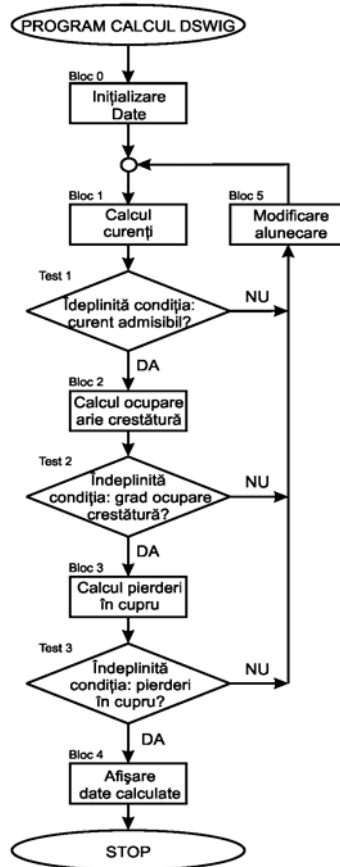 PROGRAM CALCUL DSWIG
Bloc 0
Inițializare
Date
Bloc 1
Calcul
curenți
Bloc 5
Modificare
alunecare
Test 1
Îdeplinită condiția:
curent admisibil?
NU
DA
Bloc 2
Calcul ocupare
arie crestătură
Test 2
Îndeplinită
condiția: grad ocupare
crestătură?
NU
DA
Bloc 3
Calcul pierderi
în cupru
Test 3
Îndeplinită
condiția: pierderi
în cupru?
NU
DA
Bloc 4
Afișare
date calculate
STOP